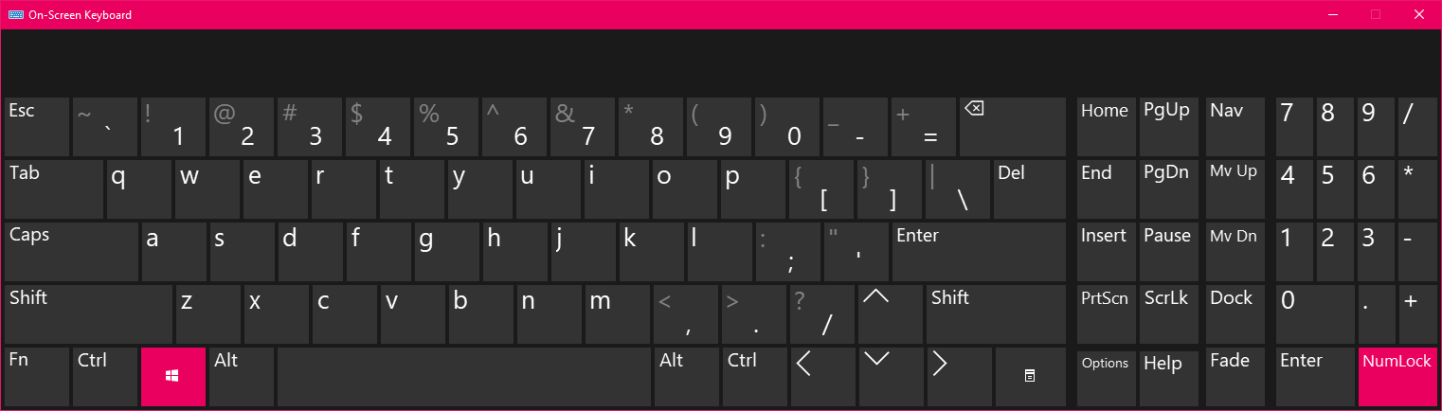 On-Screen Keyboard
Esc ~ ` ! 1 @ 2 # 3 $ 4 % 5 ^ 6 & 7 * 8 ( 9 ) 0 _ - + = Home PgUp Nav 7 8 9 /
Tab q w e r t y u i o p { [ } ] | \ Del End PgDn Mv Up 4 5 6 *
Caps a s d f g h j k l : ; " ' Enter Insert Pause Mv Dn 1 2 3 -
Shift z x c v b n m < , > . ? / Shift PrtScn ScrLk Dock 0 . +
Fn Ctrl Alt Alt Ctrl Options Help Fade Enter NumLock